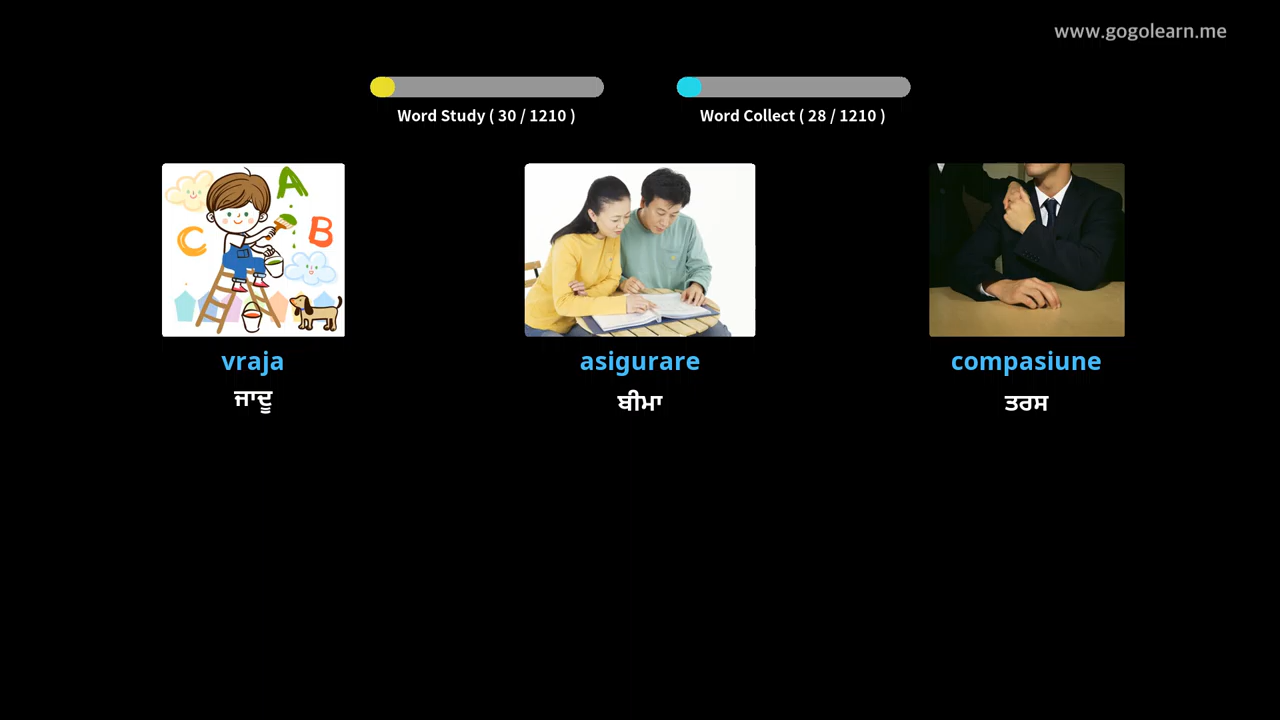 www.gogolearn.me
Word Study ( 30 / 1210 )
Word Collect ( 28 / 1210 )
A
B
C
vraja
asigurare
compasiune
ਜਾਦੂ
ਬੀਮਾ
ਤਰਸ